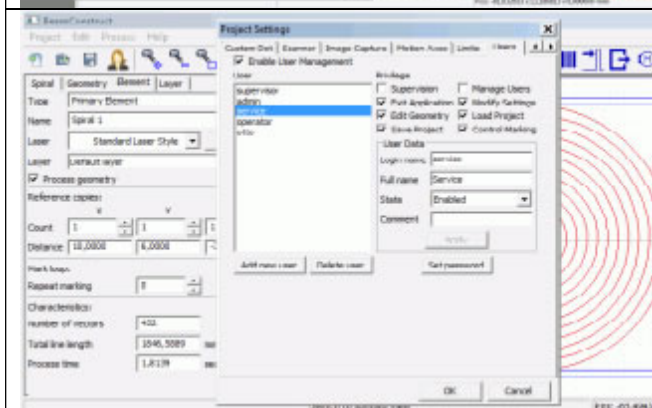 BeamConstruct
Project Edit Process Help
Project Settings
Custom Dot Scanner Image Capture Motion Axes Limits Users
Enable User Management
User
supervisor
admin
service
operator
Privilege
Supervision Manage Users
Exit Application Modify Settings
Edit Geometry Load Project
Save Project Control Marking
User Data
Login name service
Full name Service
State Enabled
Comment
Apply
Add new user Delete user Set password
OK Cancel
Spiral Geometry Element Layer
Type Primary Element
Name Spiral 1
Laser Standard Laser Style
Layer Default layer
Process geometry
Reference copies:
X Y
Count 1 1 1
Distance 10,0000 6,0000
Mark loop:
Repeat marking 0
Characteristics:
number of vectors 432
Total line length 1846,5889
Process time 1,8139